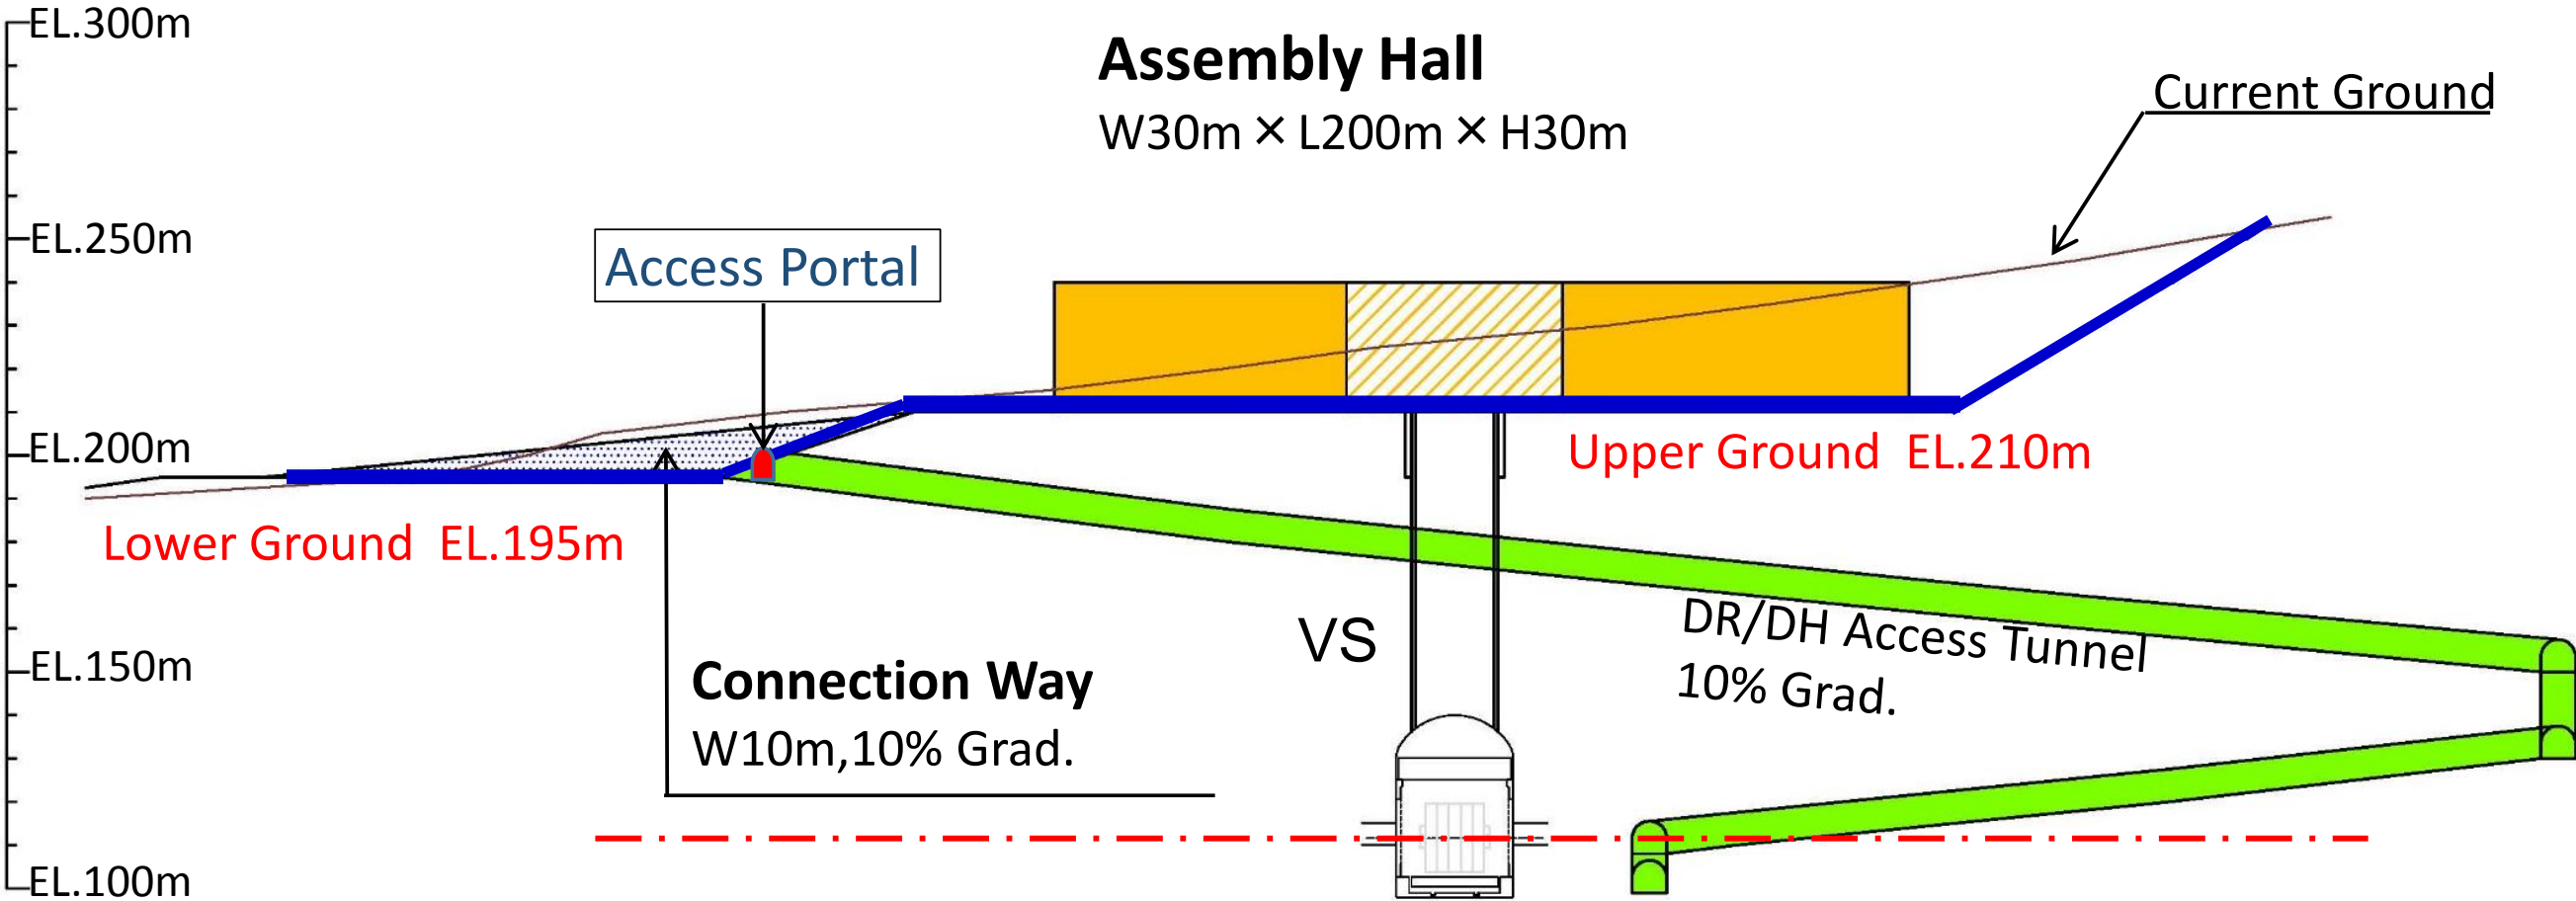 EL.300m
Assembly Hall
W30m × L200m × H30m
Current Ground
EL.250m
Access Portal
EL.200m
Upper Ground EL.210m
Lower Ground EL.195m
VS
DR/DH Access Tunnel
10% Grad.
EL.150m
Connection Way
W10m,10% Grad.
EL.100m